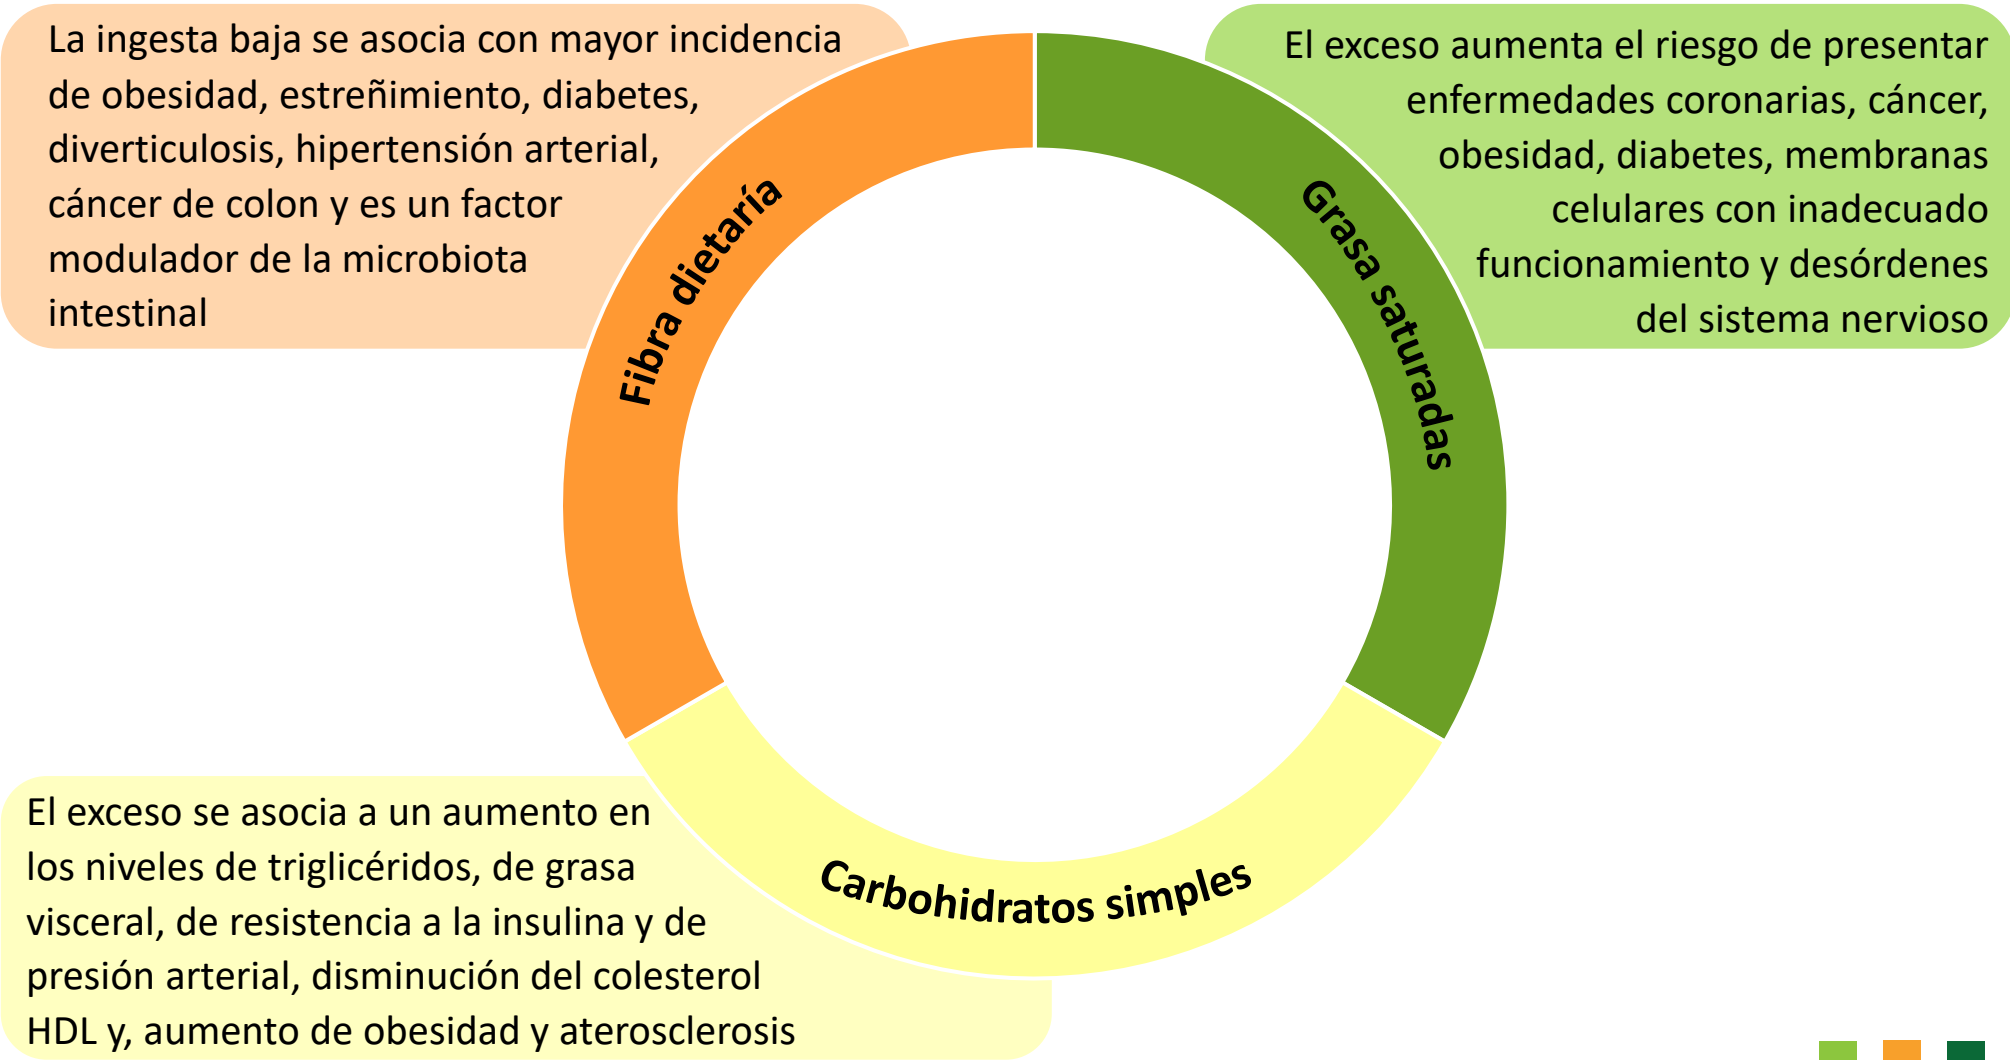 La ingesta baja se asocia con mayor incidencia
de obesidad, estreñimiento, diabetes,
diverticulosis, hipertensión arterial,
cáncer de colon y es un factor
modulador de la microbiota
intestinal
Fibra dietaría
El exceso aumenta el riesgo de presentar
enfermedades coronarias, cáncer,
obesidad, diabetes, membranas
celulares con inadecuado
funcionamiento y desórdenes
del sistema nervioso
Grasa saturadas
El exceso se asocia a un aumento en
los niveles de triglicéridos, de grasa
visceral, de resistencia a la insulina y de
presión arterial, disminución del colesterol
HDL y, aumento de obesidad y aterosclerosis
Carbohidratos simples